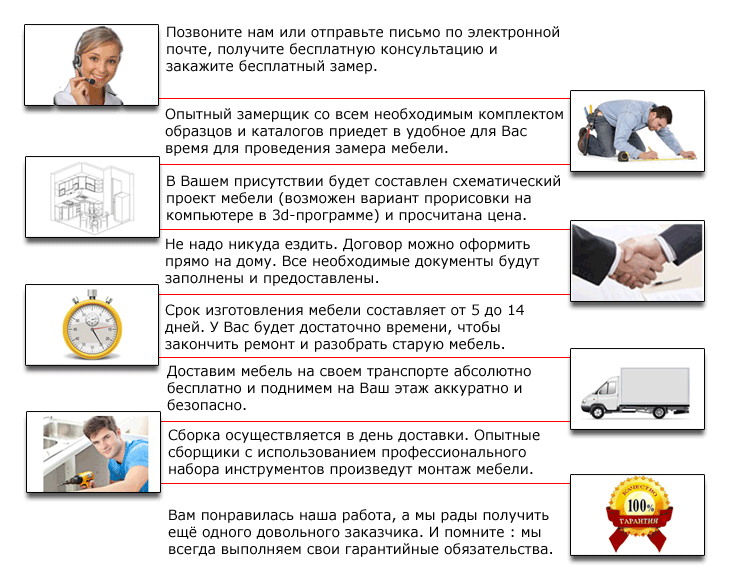 Позвоните нам или отправьте письмо по электронной
почте, получите бесплатную консультацию и
закажите бесплатный замер.
Опытный замерщик со всем необходимым комплектом
образцов и каталогов приедет в удобное для Вас
время для проведения замера мебели.
В Вашем присутствии будет составлен схематический
проект мебели (возможен вариант прорисовки на
компьютере в 3d-программе) и просчитана цена.
Не надо никуда ездить. Договор можно оформить
прямо на дому. Все необходимые документы будут
заполнены и предоставлены.
Срок изготовления мебели составляет от 5 до 14
дней. У Вас будет достаточно времени, чтобы
закончить ремонт и разобрать старую мебель.
Доставим мебель на своем транспорте абсолютно
бесплатно и поднимем на Ваш этаж аккуратно и
безопасно.
Сборка осуществляется в день доставки. Опытные
сборщики с использованием профессионального
набора инструментов произведут монтаж мебели.
КАЧЕСТВО
100%
ГАРАНТИЯ
Вам понравилась наша работа, а мы рады получить
ещё одного довольного заказчика. И помните : мы
всегда выполняем свои гарантийные обязательства.